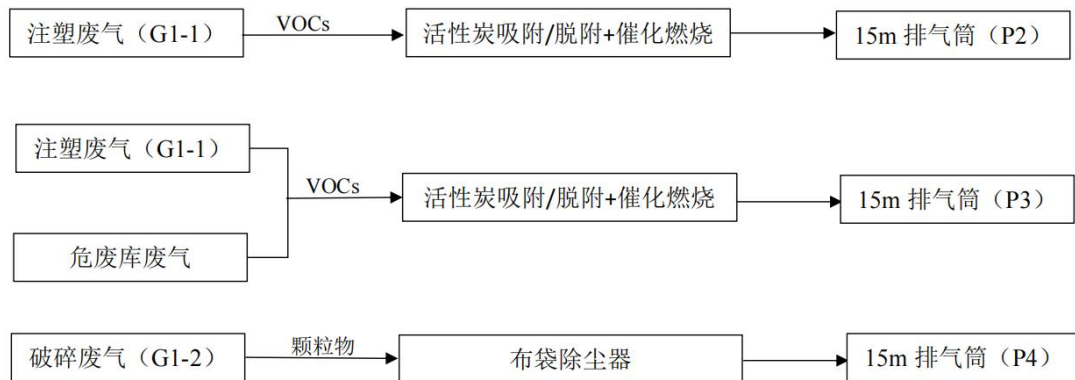 注塑废气（G1-1）
VOCs
活性炭吸附/脱附+催化燃烧
15m 排气筒（P2）
注塑废气（G1-1）
VOCs
活性炭吸附/脱附+催化燃烧
15m 排气筒（P3）
危废库废气
破碎废气（G1-2）
颗粒物
布袋除尘器
15m 排气筒（P4）